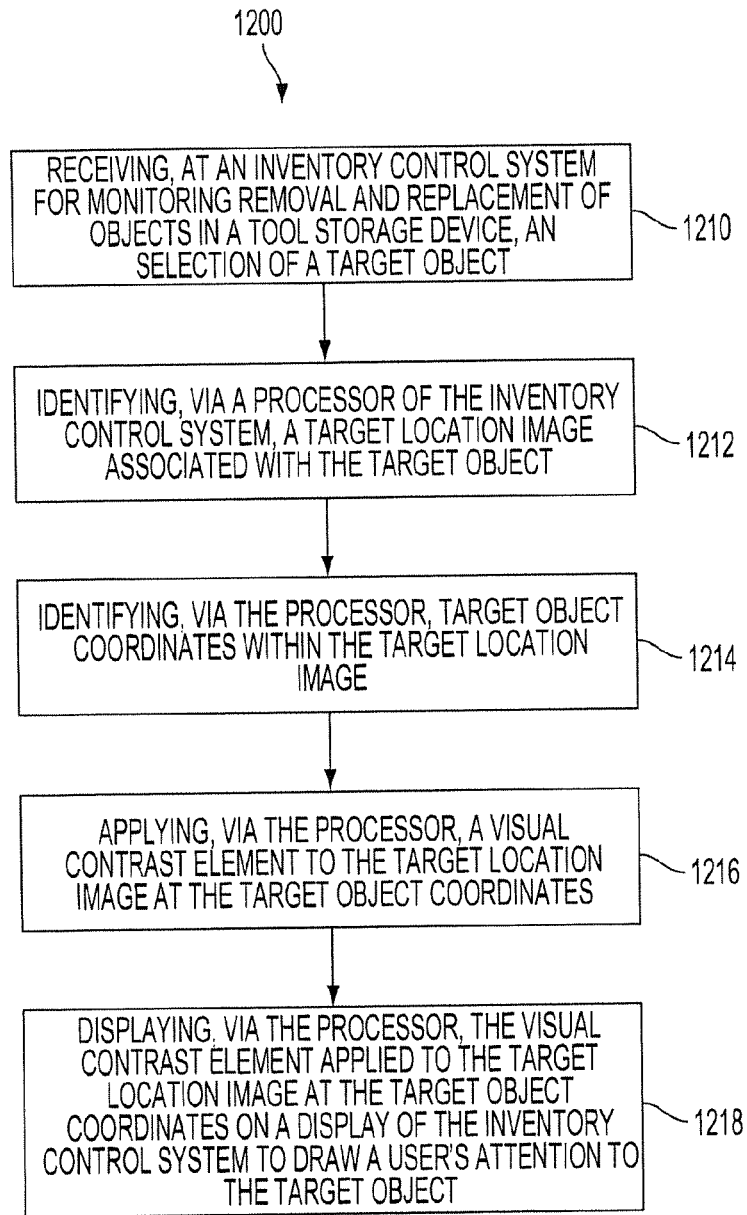 1200
RECEIVING, AT AN INVENTORY CONTROL SYSTEM
FOR MONITORING REMOVAL AND REPLACEMENT OF
OBJECTS IN A TOOL STORAGE DEVICE, AN
SELECTION OF A TARGET OBJECT
1210
IDENTIFYING, VIA A PROCESSOR OF THE INVENTORY
CONTROL SYSTEM, A TARGET LOCATION IMAGE
ASSOCIATED WITH THE TARGET OBJECT
1212
IDENTIFYING, VIA THE PROCESSOR, TARGET OBJECT
COORDINATES WITHIN THE TARGET LOCATION
IMAGE
1214
APPLYING, VIA THE PROCESSOR, A VISUAL
CONTRAST ELEMENT TO THE TARGET LOCATION
IMAGE AT THE TARGET OBJECT COORDINATES
1216
DISPLAYING, VIA THE PROCESSOR, THE VISUAL
CONTRAST ELEMENT APPLIED TO THE TARGET
LOCATION IMAGE AT THE TARGET OBJECT
COORDINATES ON A DISPLAY OF THE INVENTORY
CONTROL SYSTEM TO DRAW A USER'S ATTENTION TO
THE TARGET OBJECT
1218